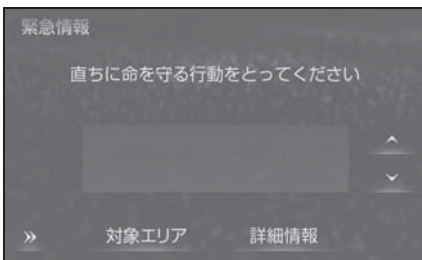 緊急情報
直ちに命を守る行動をとってください
対象エリア
詳細情報